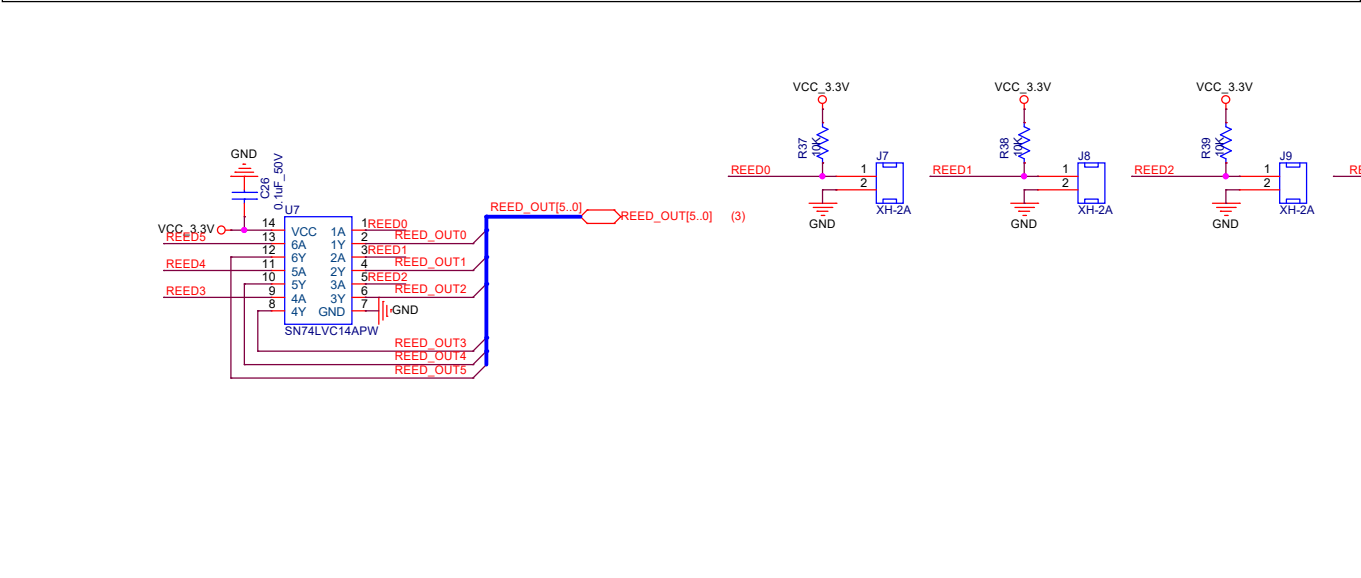 VCC_3.3V
R37
10K
REED0
1
2
J7
XH-2A
GND
VCC_3.3V
R38
10K
REED1
1
2
J8
XH-2A
GND
VCC_3.3V
R39
10K
REED2
1
2
J9
XH-2A
GND
GND
C26
0.1uF_50V
U7
VCC_3.3V
REED5
REED4
REED3
14
13
12
11
10
9
8
VCC
6A
6Y
5A
5Y
4A
4Y
1A
1Y
2A
2Y
3A
3Y
GND
1
2
3
4
5
6
7
REED0
REED_OUT0
REED1
REED_OUT1
REED2
REED_OUT2
GND
SN74LVC14APW
REED_OUT3
REED_OUT4
REED_OUT5
REED_OUT[5..0]
REED_OUT[5..0] (3)